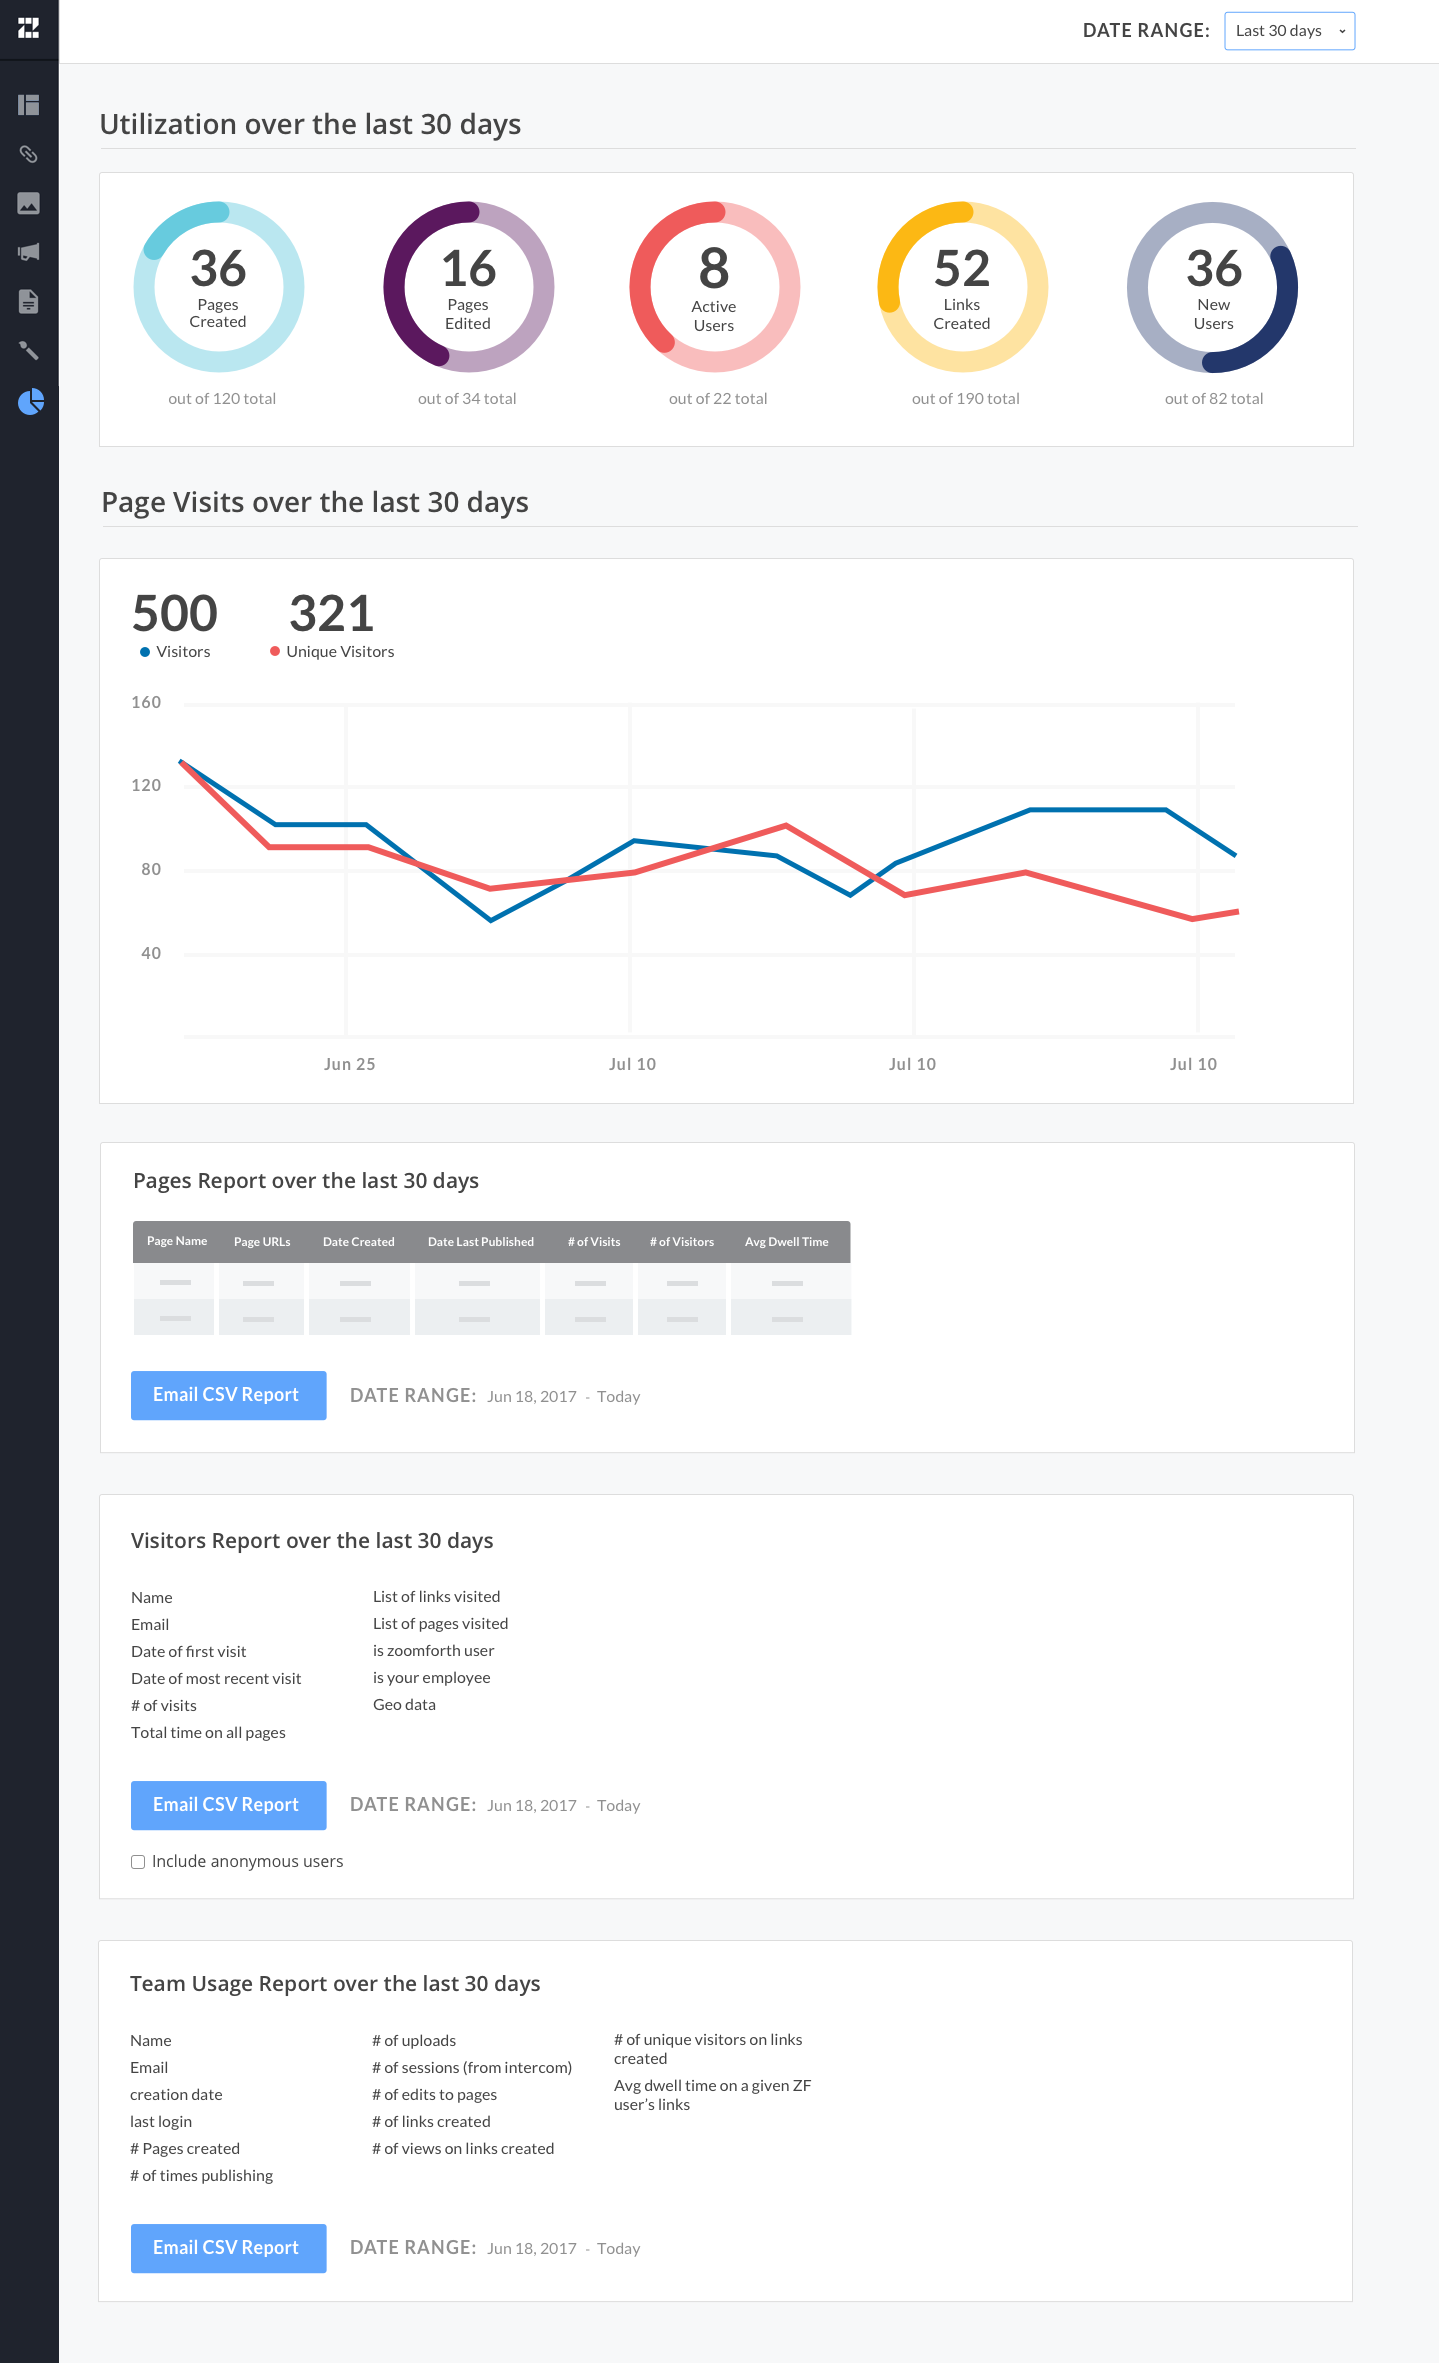 DATE RANGE: Last 30 days
Utilization over the last 30 days
36
Pages
Created
out of 120 total
16
Pages
Edited
out of 34 total
8
Active
Users
out of 22 total
52
Links
Created
out of 190 total
36
New
Users
out of 82 total
Page Visits over the last 30 days
500
Visitors
321
Unique Visitors
160
120
80
40
Jun 25 Jul 10 Jul 10 Jul 10
Pages Report over the last 30 days
Page Name Page URLs Date Created Date Last Published # of Visits # of Visitors Avg Dwell Time
Email CSV Report DATE RANGE: Jun 18, 2017 - Today
Visitors Report over the last 30 days
Name
Email
Date of first visit
Date of most recent visit
# of visits
Total time on all pages
List of links visited
List of pages visited
is zoomforth user
is your employee
Geo data
Email CSV Report DATE RANGE: Jun 18, 2017 - Today
Include anonymous users
Team Usage Report over the last 30 days
Name
Email
creation date
last login
# Pages created
# of times publishing
# of uploads
# of sessions (from intercom)
# of edits to pages
# of links created
# of views on links created
# of unique visitors on links
created
Avg dwell time on a given ZF
user's links
Email CSV Report DATE RANGE: Jun 18, 2017 - Today